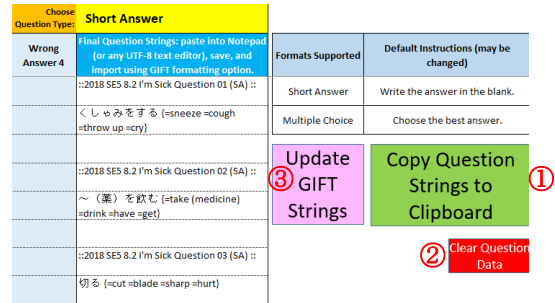 Choose
Question Type:
Short Answer
Wrong
Answer 4
Final Question Strings: paste into Notepad
(or any UTF-8 text editor), save, and
import using GIFT formatting option.
Formats Supported
Default Instructions (may be
changed)
::2018 SE5 8.2 I'm Sick Question 01 (SA) ::
Short Answer
Write the answer in the blank.
くしゃみをする {=sneeze =cough
=throw up =cry}
Multiple Choice
Choose the best answer.
::2018 SE5 8.2 I'm Sick Question 02 (SA) ::
～（薬）を飲む {=take (medicine)
=drink =have =get}
::2018 SE5 8.2 I'm Sick Question 03 (SA) ::
切る {=cut =blade =sharp =hurt}
③
Update
GIFT
Strings
Copy Question
Strings to
Clipboard
①
②
Clear Question
Data